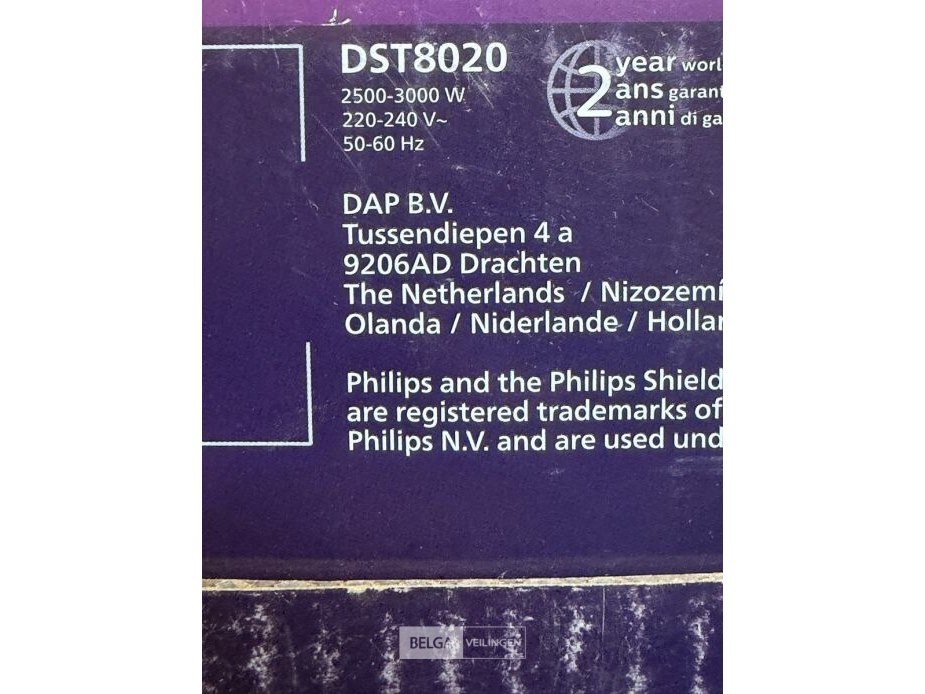 DST8020
2500-3000 W
220-240 V~
50-60 Hz
2 year worl
ans garant
anni di ga
DAP B.V.
Tussendiepen 4 a
9206AD Drachten
The Netherlands / Nizozemí
Olanda / Niderlande / Hollan
Philips and the Philips Shield
are registered trademarks of
Philips N.V. and are used und
BELGA VEILINGEN